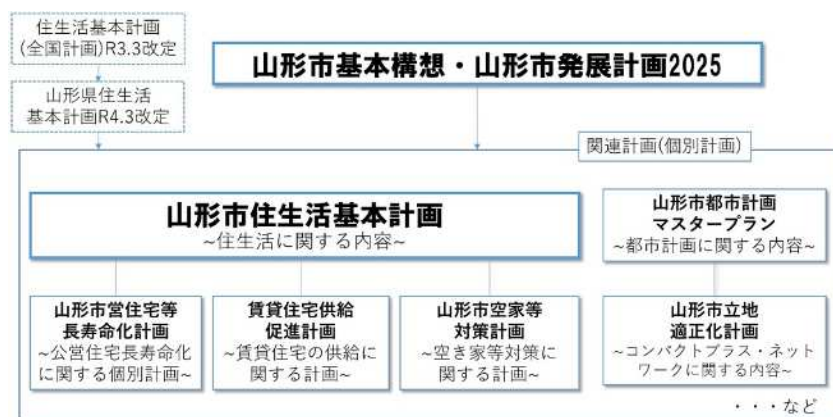 住生活基本計画
(全国計画)R3.3改定
山形市基本構想・山形市発展計画2025
山形県住生活
基本計画R4.3改定
関連計画(個別計画)
山形市住生活基本計画
~住生活に関する内容~
山形市都市計画
マスタープラン
~都市計画に関する内容~
山形市営住宅等
長寿命化計画
~公営住宅長寿命化
に関する個別計画~
賃貸住宅供給
促進計画
~賃貸住宅の供給に
関する計画~
山形市空家等
対策計画
~空き家等対策に
関する計画~
山形市立地
適正化計画
~コンパクトプラス・ネット
ワークに関する内容~
・・・など